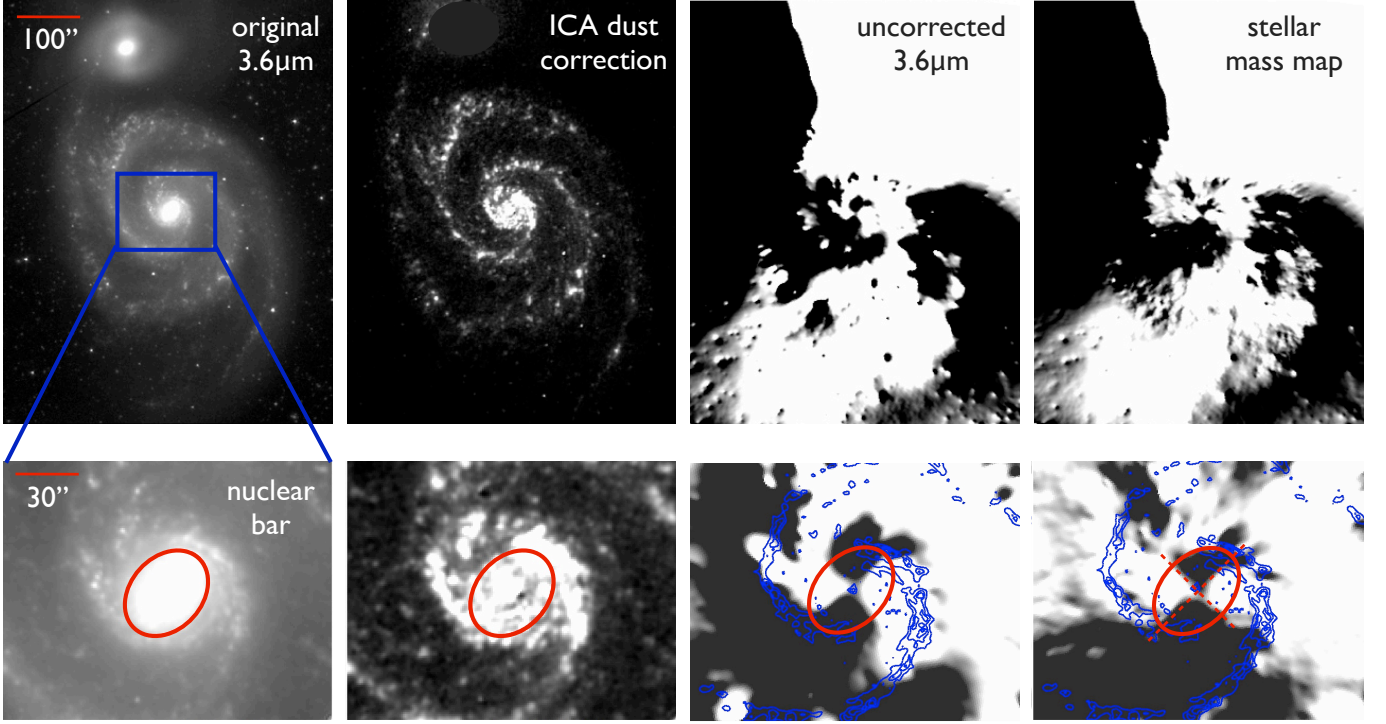 100”
original
3.6μm
ICA dust
correction
uncorrected
3.6μm
stellar
mass map
30”
nuclear
bar